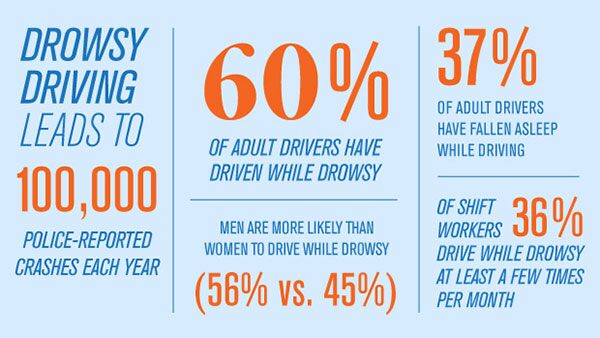 DROWSY
DRIVING
LEADS TO
100,000
POLICE-REPORTED
CRASHES EACH YEAR
60%
OF ADULT DRIVERS HAVE
DRIVEN WHILE DROWSY
MEN ARE MORE LIKELY THAN
WOMEN TO DRIVE WHILE DROWSY
(56% vs. 45%)
37%
OF ADULT DRIVERS
HAVE FALLEN ASLEEP
WHILE DRIVING
OF SHIFT
WORKERS 36%
DRIVE WHILE DROWSY
AT LEAST A FEW TIMES
PER MONTH